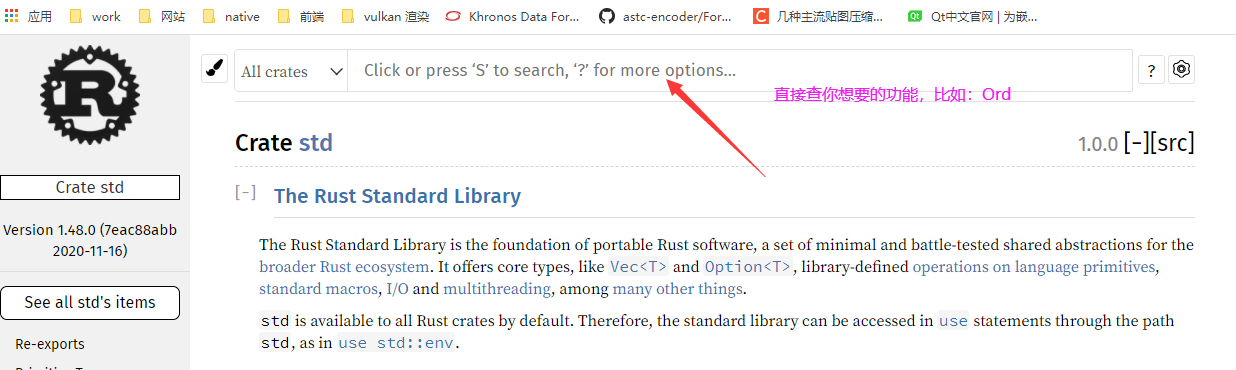 应用 work 网站 native 前端 vulkan 渲染 Khronos Data For... astc-encoder/For... 几种主流贴图压缩... Qt中文官网 | 为嵌...
All crates Click or press ‘S’ to search, ‘?’ for more options... ?
直接查你想要的功能，比如：Ord
Crate std 1.0.0 [-][src]
Crate std
[-] The Rust Standard Library
Version 1.48.0 (7eac88abb
2020-11-16)
The Rust Standard Library is the foundation of portable Rust software, a set of minimal and battle-tested shared abstractions for the
broader Rust ecosystem. It offers core types, like Vec<T> and Option<T>, library-defined operations on language primitives,
standard macros, I/O and multithreading, among many other things.
See all std's items
std is available to all Rust crates by default. Therefore, the standard library can be accessed in use statements through the path
std, as in use std::env.
Re-exports